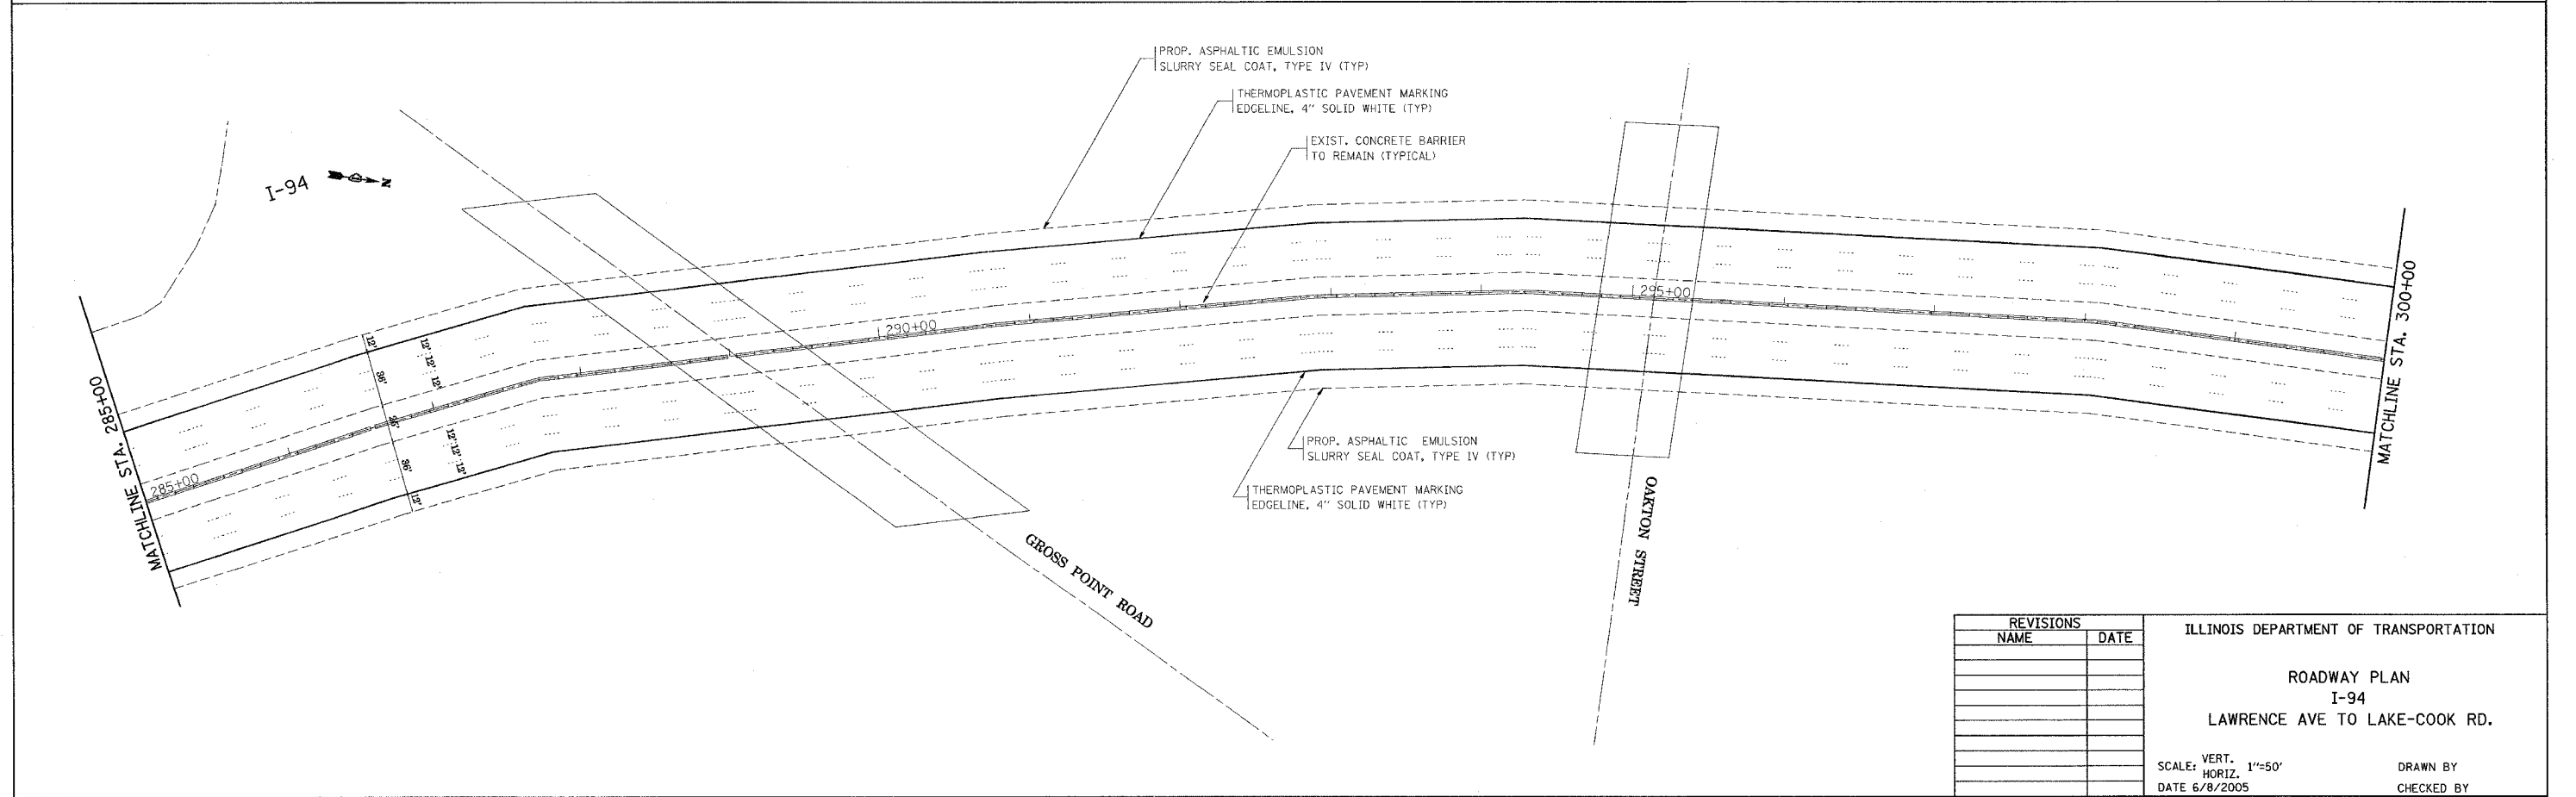 PROP. ASPHALTIC EMULSION
SLURRY SEAL COAT, TYPE IV (TYP)
THERMOPLASTIC PAVEMENT MARKING
EDGELINE, 4" SOLID WHITE (TYP)
EXIST. CONCRETE BARRIER
TO REMAIN (TYPICAL)
I-94
N
MATCHLINE STA. 285+00
285+00
12'
36'
12'
12'
12'
26'
36'
12'
12'
12'
12'
290+00
295+00
MATCHLINE STA. 300+00
PROP. ASPHALTIC EMULSION
SLURRY SEAL COAT, TYPE IV (TYP)
THERMOPLASTIC PAVEMENT MARKING
EDGELINE, 4" SOLID WHITE (TYP)
GROSS POINT ROAD
OAKTON STREET
REVISIONS
NAME DATE
ILLINOIS DEPARTMENT OF TRANSPORTATION
ROADWAY PLAN
I-94
LAWRENCE AVE TO LAKE-COOK RD.
SCALE: VERT.
HORIZ. 1"=50'
DATE 6/8/2005
DRAWN BY
CHECKED BY